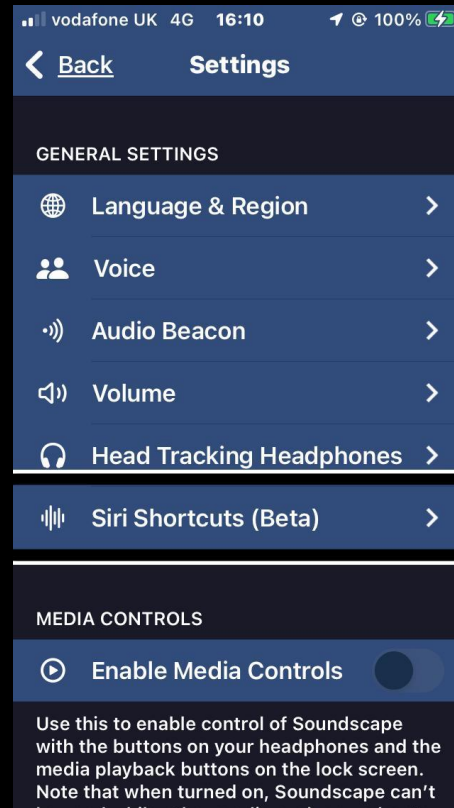 vodafone UK 4G 16:10 100%
Back Settings
GENERAL SETTINGS
Language & Region
Voice
Audio Beacon
Volume
Head Tracking Headphones
Siri Shortcuts (Beta)
MEDIA CONTROLS
Enable Media Controls
Use this to enable control of Soundscape
with the buttons on your headphones and the
media playback buttons on the lock screen.
Note that when turned on, Soundscape can't